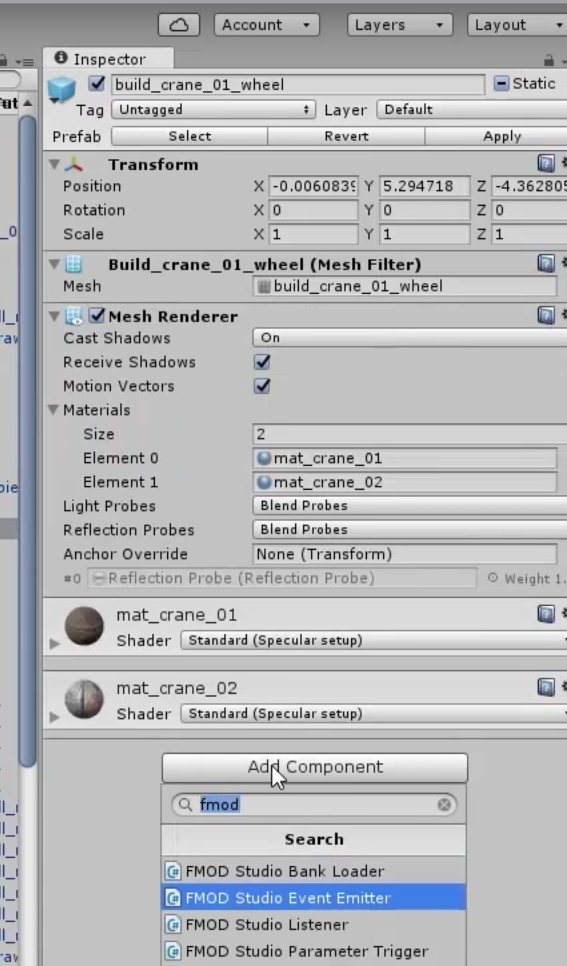 Account Layers Layout
Inspector
build_crane_01_wheel Static
Tag Untagged Layer Default
Prefab Select Revert Apply
Transform
Position X -0.0060839 Y 5.294718 Z -4.362805
Rotation X 0 Y 0 Z 0
Scale X 1 Y 1 Z 1
Build_crane_01_wheel (Mesh Filter)
Mesh build_crane_01_wheel
Mesh Renderer
Cast Shadows On
Receive Shadows
Motion Vectors
Materials
Size 2
Element 0 mat_crane_01
Element 1 mat_crane_02
Light Probes Blend Probes
Reflection Probes Blend Probes
Anchor Override None (Transform)
#0 Reflection Probe (Reflection Probe) Weight 1.
mat_crane_01
Shader Standard (Specular setup)
mat_crane_02
Shader Standard (Specular setup)
Add Component
fmod
Search
FMOD Studio Bank Loader
FMOD Studio Event Emitter
FMOD Studio Listener
FMOD Studio Parameter Trigger